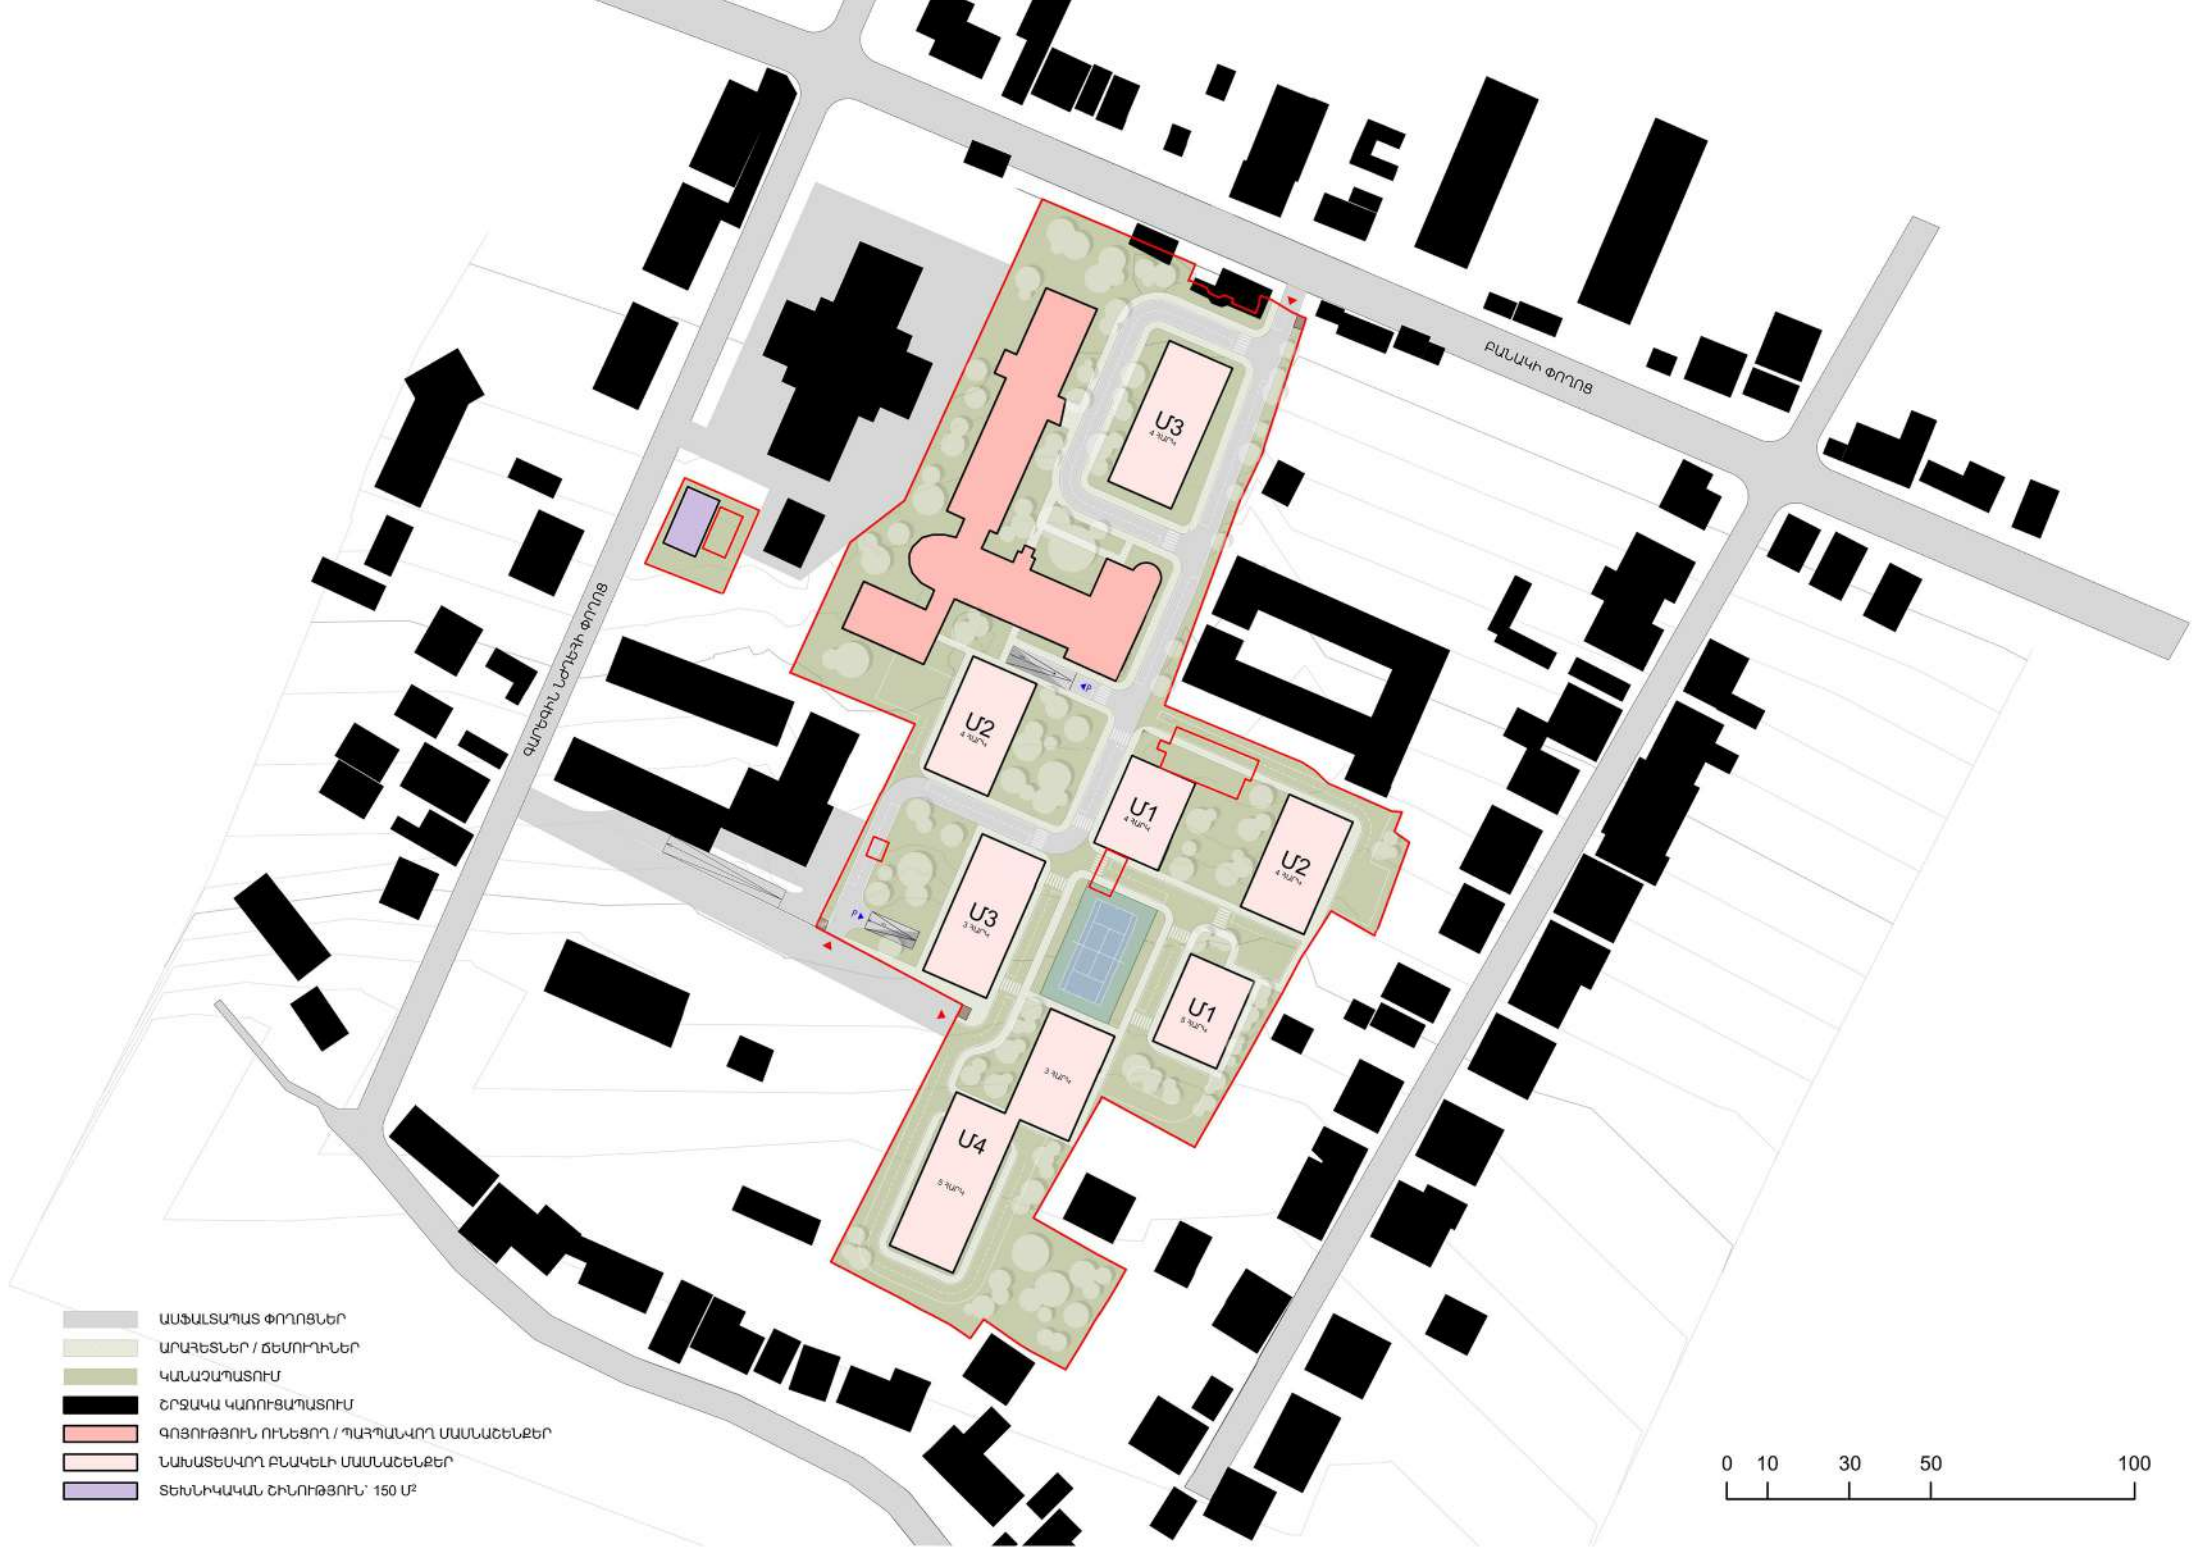 ԲԱՆԱԿԻ ՓՈՂՈՑ
Մ3
4 ՀԱՐԿ
ԳԱՐԵԳԻՆ ՆԺԴԵՀԻ ՓՈՂՈՑ
P
Մ2
4 ՀԱՐԿ
Մ1
4 ՀԱՐԿ
Մ2
4 ՀԱՐԿ
P
Մ3
3 ՀԱՐԿ
Մ1
5 ՀԱՐԿ
3 ՀԱՐԿ
Մ4
5 ՀԱՐԿ
ԱՍՖԱԼՏԱՊԱՏ ՓՈՂՈՑՆԵՐ
ԱՐԱՀԵՏՆԵՐ / ՃԵՄՈՒՂԻՆԵՐ
ԿԱՆԱՉԱՊԱՏՈՒՄ
ՇՐՋԱԿԱ ԿԱՌՈՒՑԱՊԱՏՈՒՄ
ԳՈՅՈՒԹՅՈՒՆ ՈՒՆԵՑՈՂ / ՊԱՀՊԱՆՎՈՂ ՄԱՍՆԱՇԵՆՔԵՐ
ՆԱԽԱՏԵՍՎՈՂ ԲՆԱԿԵԼԻ ՄԱՍՆԱՇԵՆՔԵՐ
ՏԵԽՆԻԿԱԿԱՆ ՇԻՆՈՒԹՅՈՒՆ՝ 150 Մ²
0 10 30 50 100